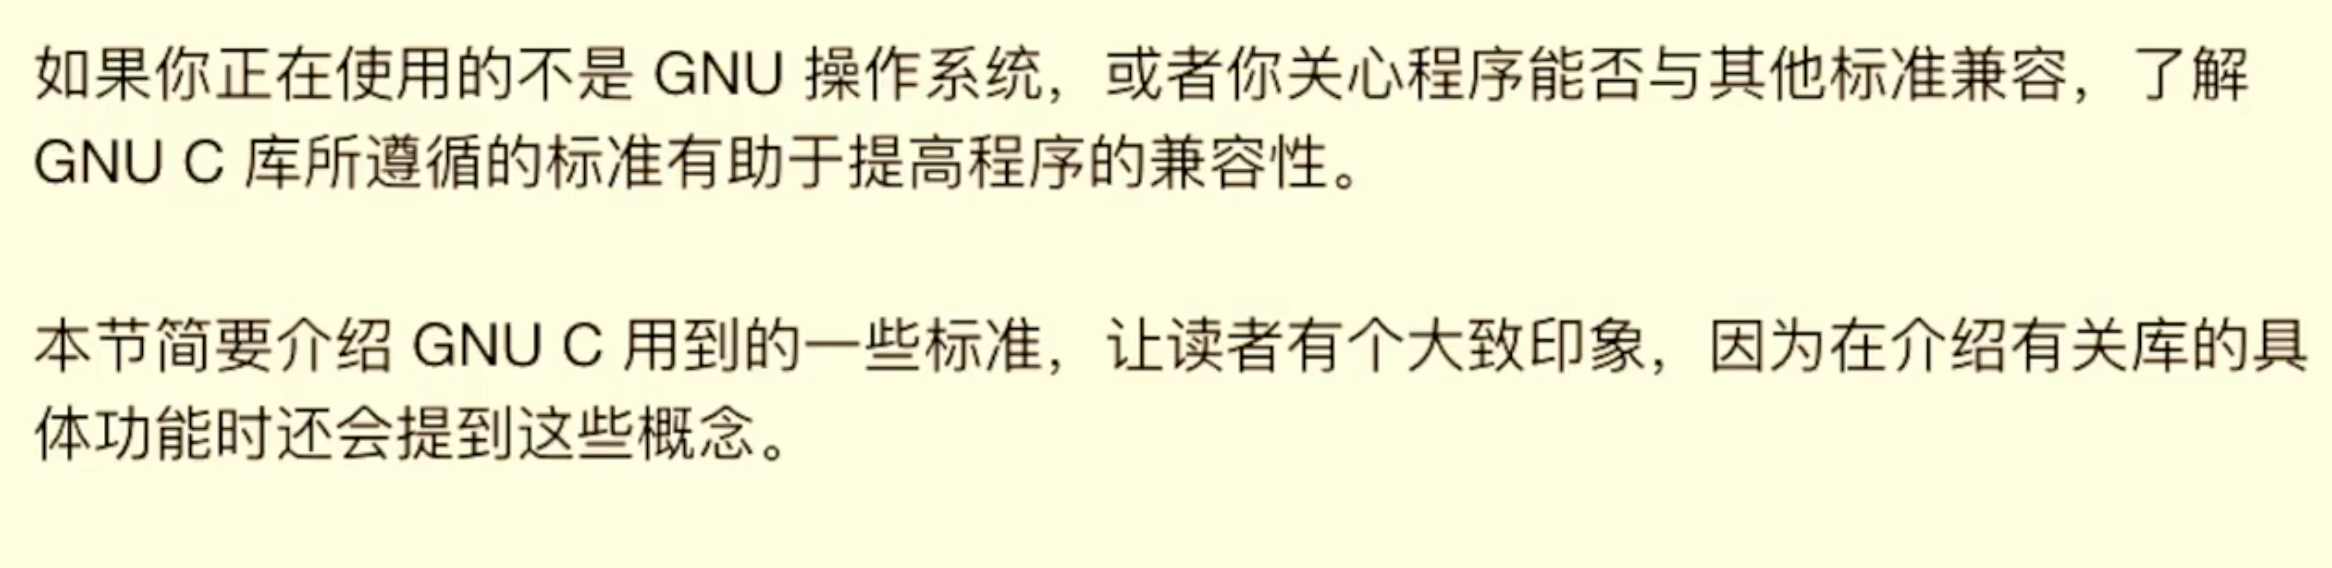 如果你正在使用的不是 GNU 操作系统，或者你关心程序能否与其他标准兼容，了解
GNU C 库所遵循的标准有助于提高程序的兼容性。
本节简要介绍 GNU C 用到的一些标准，让读者有个大致印象，因为在介绍有关库的具
体功能时还会提到这些概念。